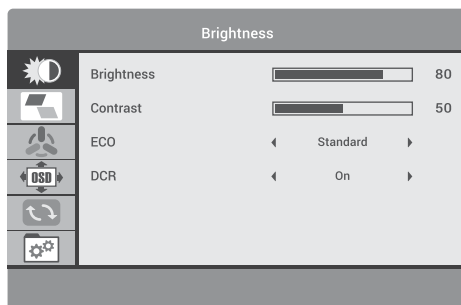 Brightness
Brightness 80
Contrast 50
ECO Standard
DCR On
OSD